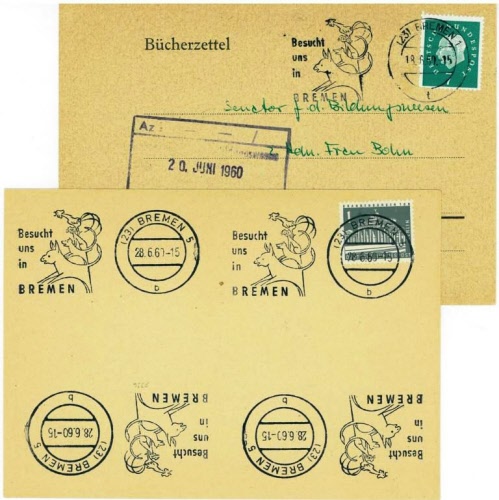 Bücherzettel
Besucht
uns
in
BREMEN
(23) BREMEN 1
18.6.60.-15
t
DEUTSCHE BUNDESPOST
Senator f. d. Bildungswesen
z. Hdn. Frau Bohn
Az.:
20. JUNI 1960
Besucht
uns
in
BREMEN
(23) BREMEN 5
28.6.60-15
b
Besucht
uns
in
BREMEN
1
(23) BREMEN 5
28.6.60-15
b
Besucht
uns
in
BREMEN
(23) BREMEN 5
28.6.60-15
b
Besucht
uns
in
BREMEN
(23) BREMEN 5
28.6.60-15
b